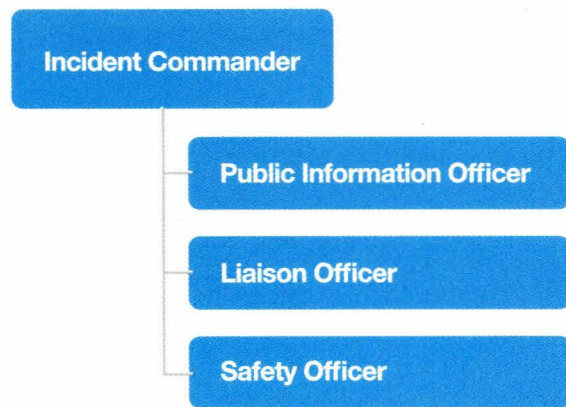 Incident Commander
Public Information Officer
Liaison Officer
Safety Officer